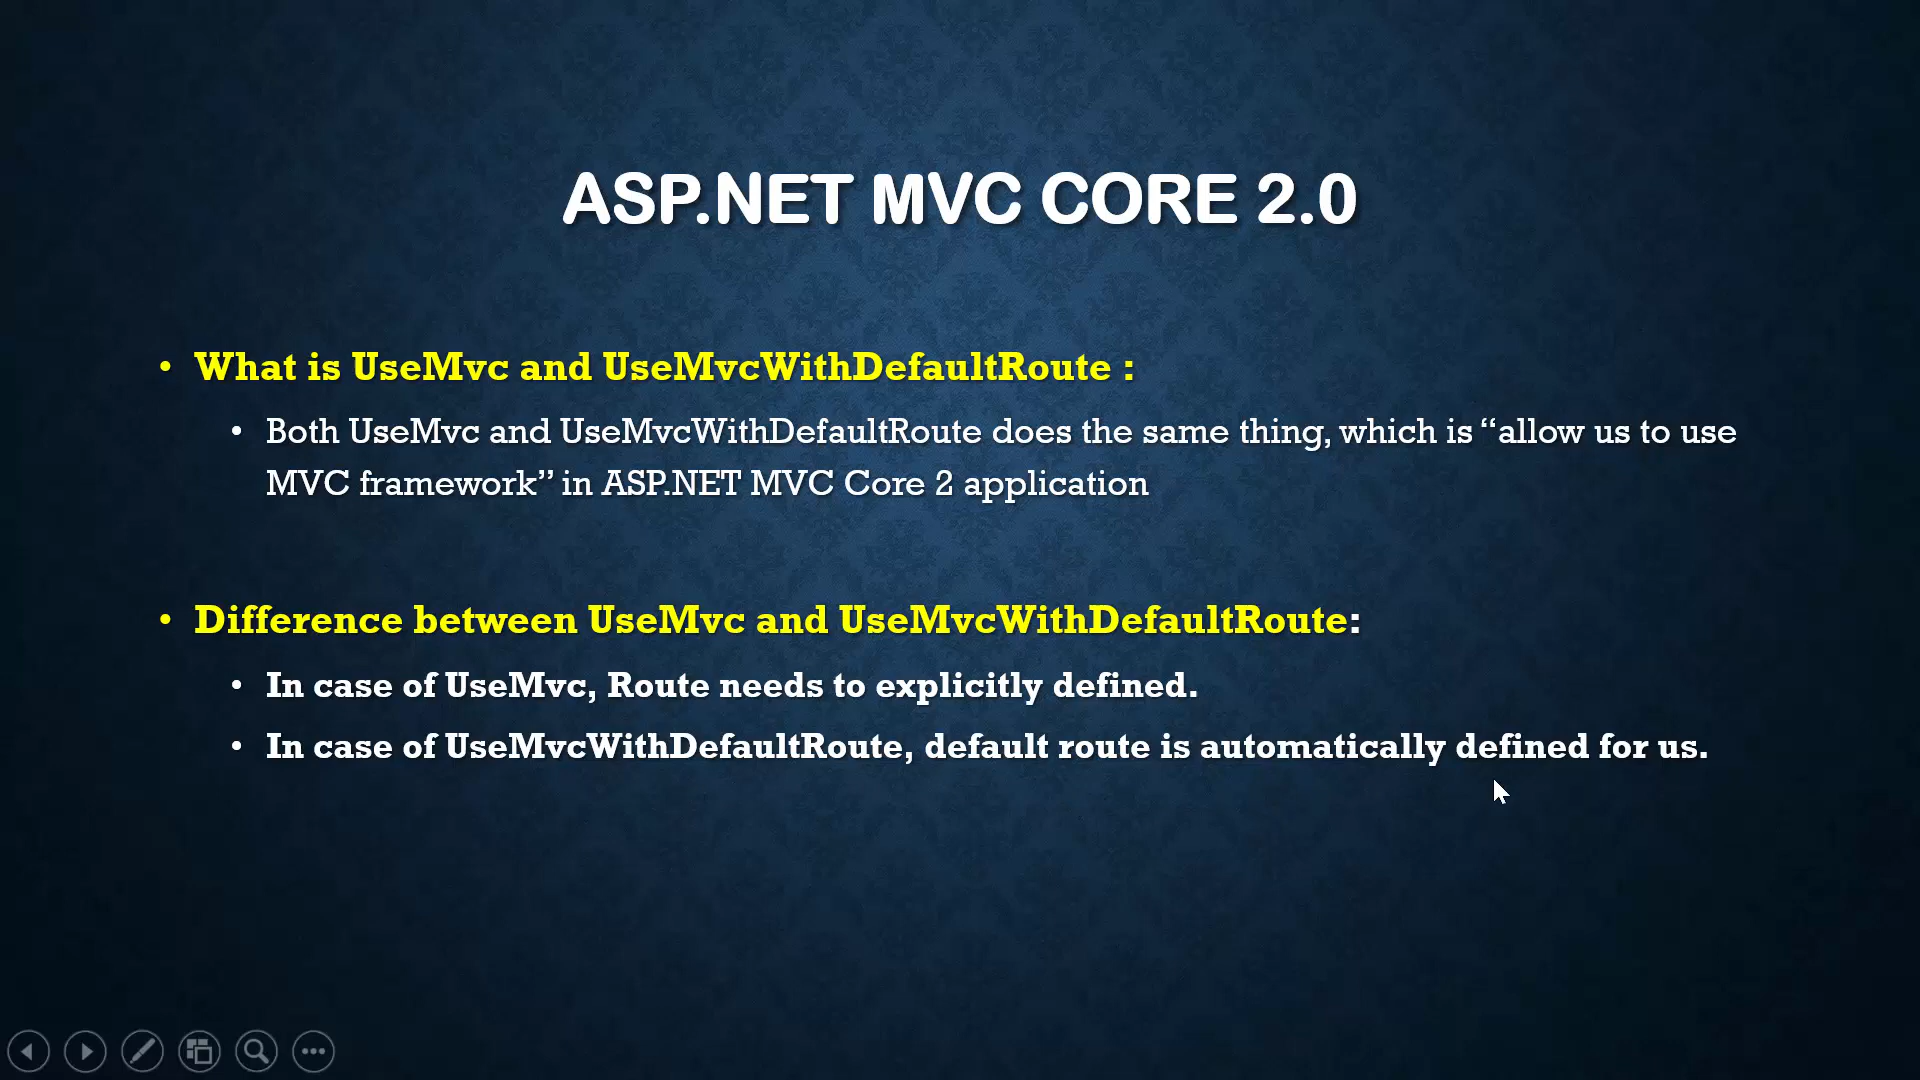 ASP.NET MVC CORE 2.0
• What is UseMvc and UseMvcWithDefaultRoute :
• Both UseMvc and UseMvcWithDefaultRoute does the same thing, which is “allow us to use
MVC framework” in ASP.NET MVC Core 2 application
• Difference between UseMvc and UseMvcWithDefaultRoute:
• In case of UseMvc, Route needs to explicitly defined.
• In case of UseMvcWithDefaultRoute, default route is automatically defined for us.